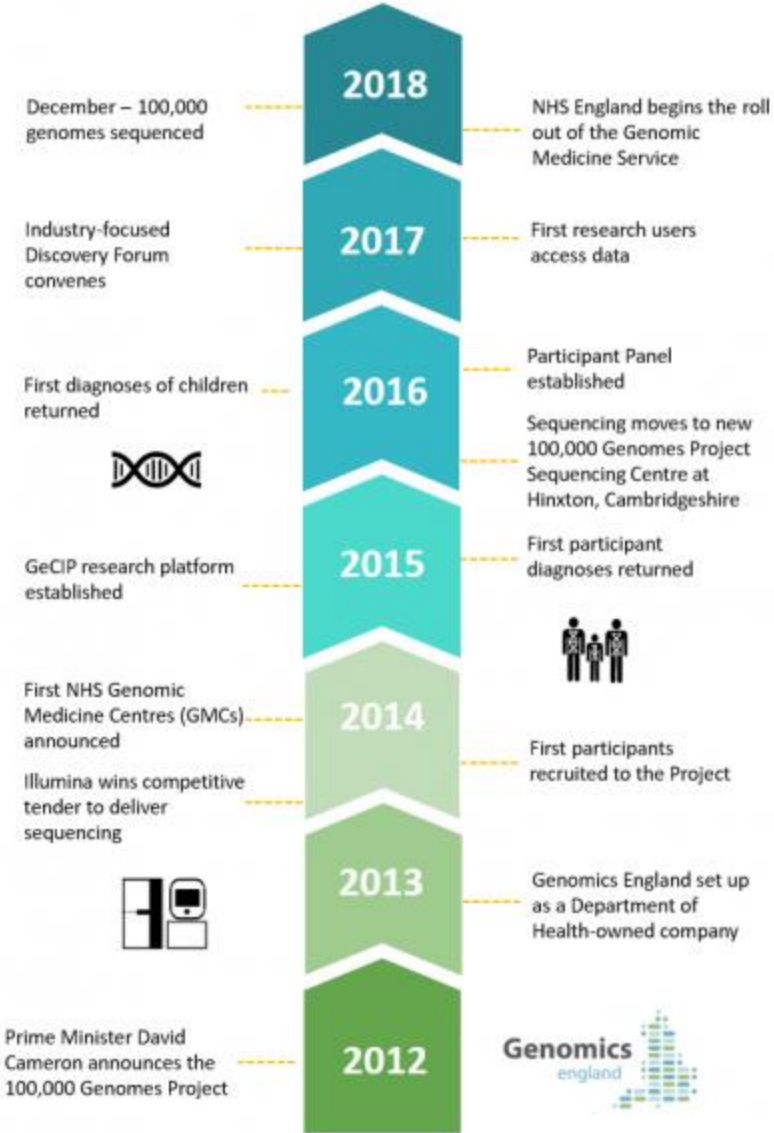 2018
December – 100,000
genomes sequenced
NHS England begins the roll
out of the Genomic
Medicine Service
2017
Industry-focused
Discovery Forum
convenes
First research users
access data
2016
First diagnoses of children
returned
Participant Panel
established
Sequencing moves to new
100,000 Genomes Project
Sequencing Centre at
Hinxton, Cambridgeshire
2015
GeCIP research platform
established
First participant
diagnoses returned
2014
First NHS Genomic
Medicine Centres (GMCs)
announced
First participants
recruited to the Project
Illumina wins competitive
tender to deliver
sequencing
2013
Genomics England set up
as a Department of
Health-owned company
2012
Prime Minister David
Cameron announces the
100,000 Genomes Project
Genomics
england